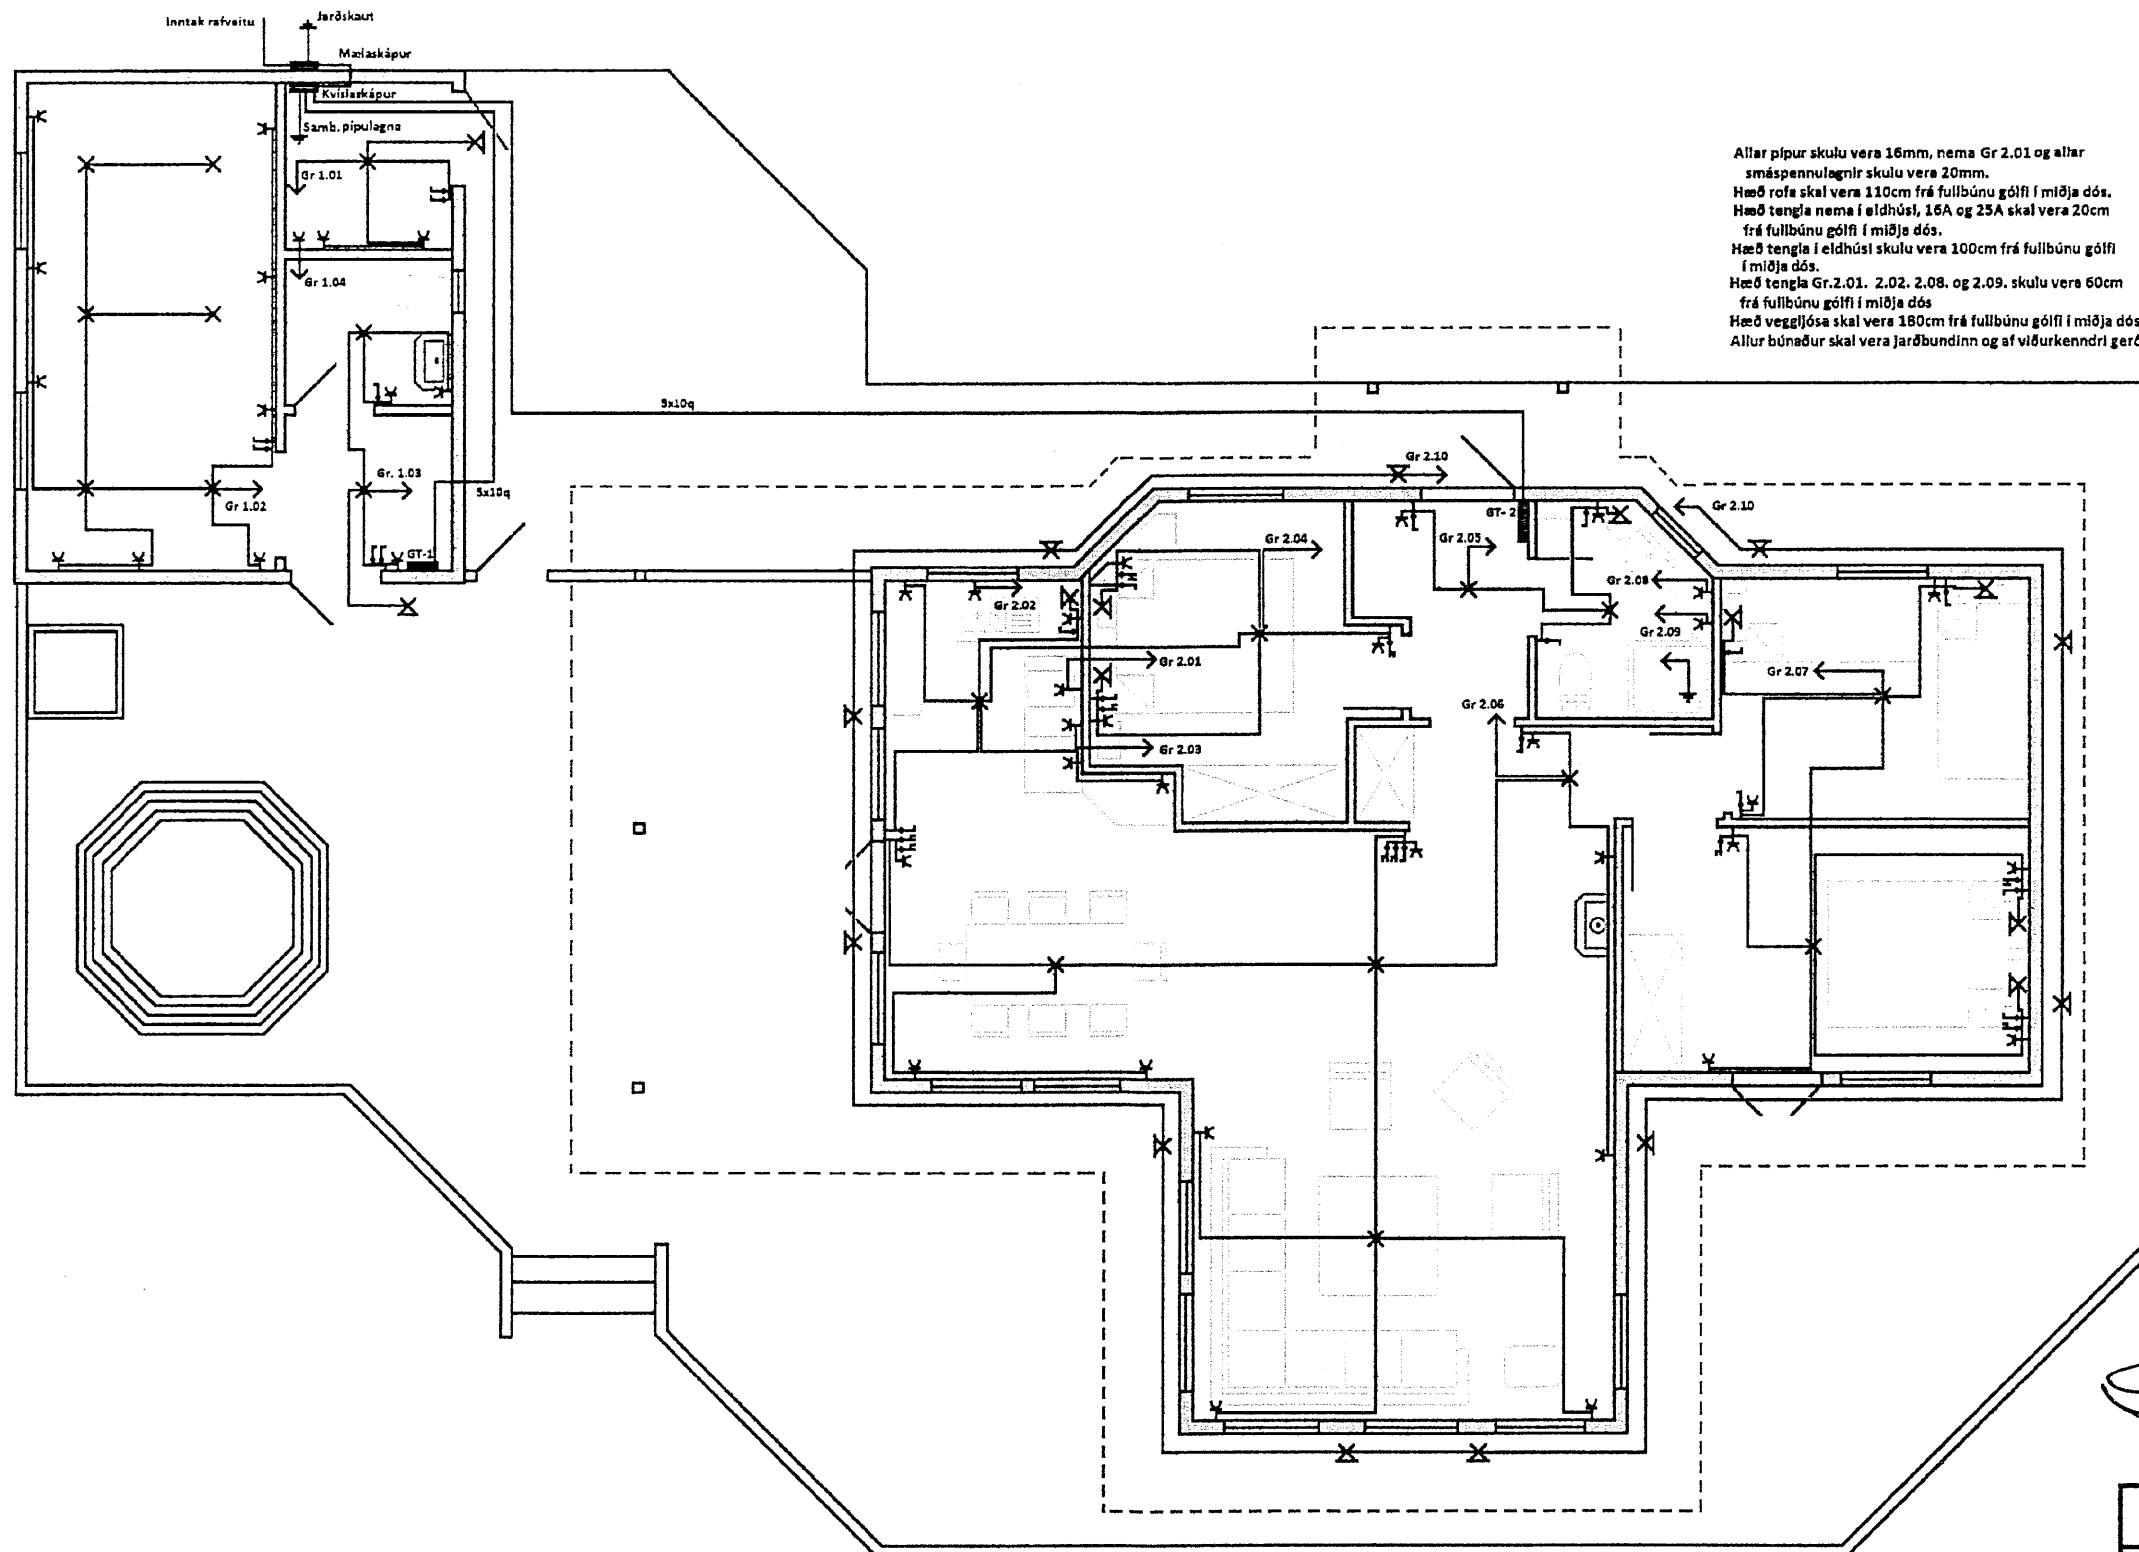 Inntak rafveitu
Jarðskaut
Mælaskápur
Kvíslaskápur
Samb. pípulagna
Gr 1.01
Gr 1.04
Gr. 1.03
Gr 1.02
5x10q
GT-1
5x10q
Allar pípur skulu vera 16mm, nema Gr 2.01 og allar
smáspennulagnir skulu vera 20mm.
Hæð rofa skal vera 110cm frá fullbúnu gólfi í miðja dós.
Hæð tengla nema í eldhúsi, 16A og 25A skal vera 20cm
frá fullbúnu gólfi í miðja dós.
Hæð tengla í eldhúsi skulu vera 100cm frá fullbúnu gólfi
í miðja dós.
Hæð tengla Gr.2.01. 2.02. 2.08. og 2.09. skulu vera 60cm
frá fullbúnu gólfi í miðja dós
Hæð veggljósa skal vera 180cm frá fullbúnu gólfi í miðja dós
Allur búnaður skal vera jarðbundinn og af viðurkenndri gerð
Gr 2.10
Gr 2.10
GT- 2
Gr 2.04
Gr 2.05
Gr 2.08
Gr 2.02
Gr 2.09
Gr 2.01
Gr 2.07
Gr 2.06
Gr 2.03